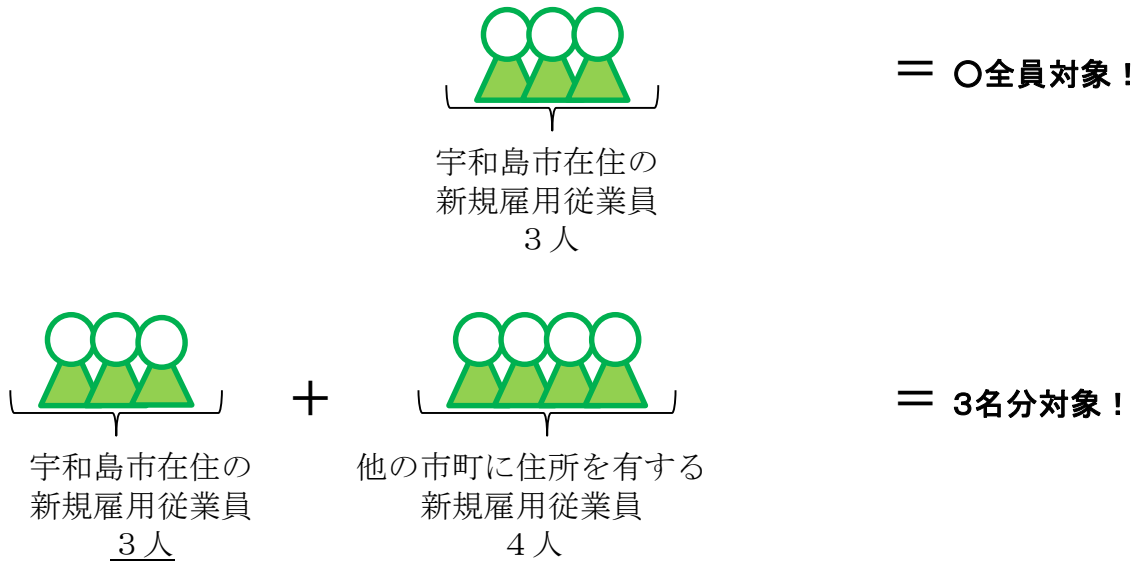 ＝ 〇全員対象！
宇和島市在住の
新規雇用従業員
３人
＋
＝ 3名分対象！
宇和島市在住の
新規雇用従業員
３人
他の市町に住所を有する
新規雇用従業員
４人